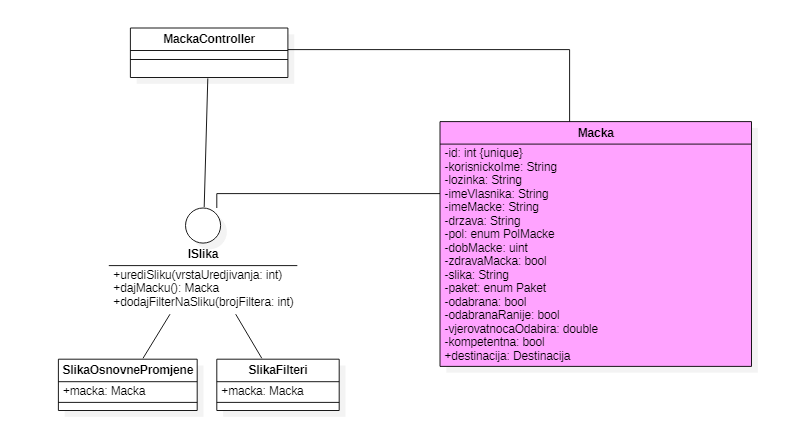 MackaController
Macka
-id: int {unique}
-korisnickoIme: String
-lozinka: String
-imeVlasnika: String
-imeMacke: String
-drzava: String
-pol: enum PolMacke
-dobMacke: uint
-zdravaMacka: bool
-slika: String
-paket: enum Paket
-odabrana: bool
-odabranaRanije: bool
-vjerovatnocaOdabira: double
-kompetentna: bool
+destinacija: Destinacija
ISlika
+urediSliku(vrstaUredjivanja: int)
+dajMacku(): Macka
+dodajFilterNaSliku(brojFiltera: int)
SlikaOsnovnePromjene
+macka: Macka
SlikaFilteri
+macka: Macka